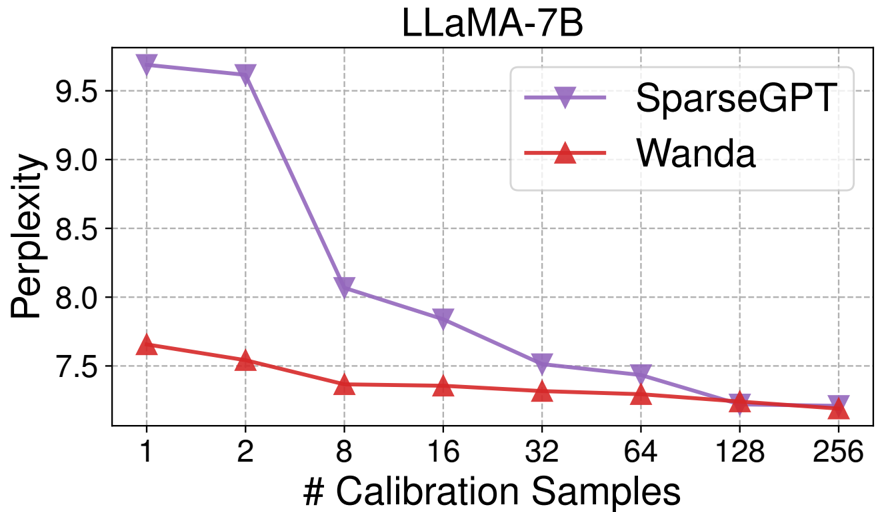 LLaMA-7B
SparseGPT
Wanda
Perplexity
9.5
9.0
8.5
8.0
7.5
1 2 8 16 32 64 128 256
# Calibration Samples